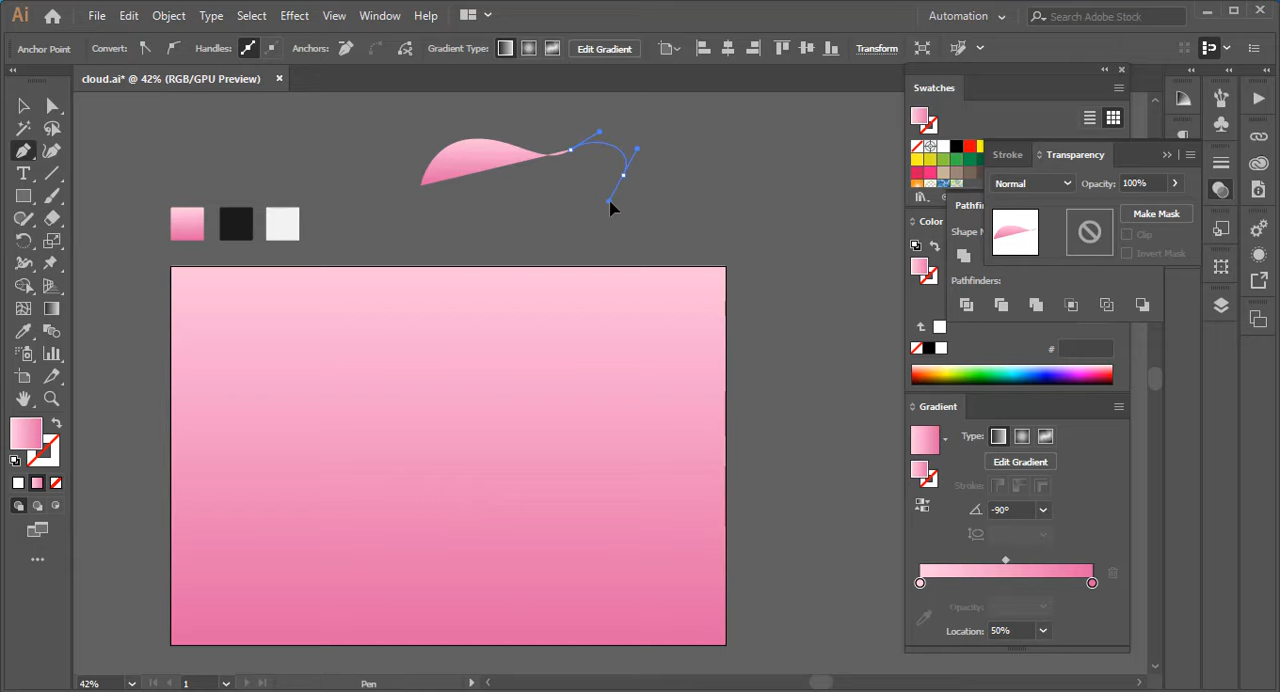 Ai File Edit Object Type Select Effect View Window Help Automation Search Adobe Stock
Anchor Point Convert: Handles: Anchors: Gradient Type: Edit Gradient Transform
cloud.ai* @ 42% (RGB/GPU Preview) ×
Swatches
Stroke Transparency
Normal Opacity: 100%
Pathfin
Make Mask
Color
Shape M
Clip
Invert Mask
Pathfinders:
#
Gradient
Type:
Edit Gradient
Stroke:
-90°
Opacity:
Location: 50%
42% 1 Pen